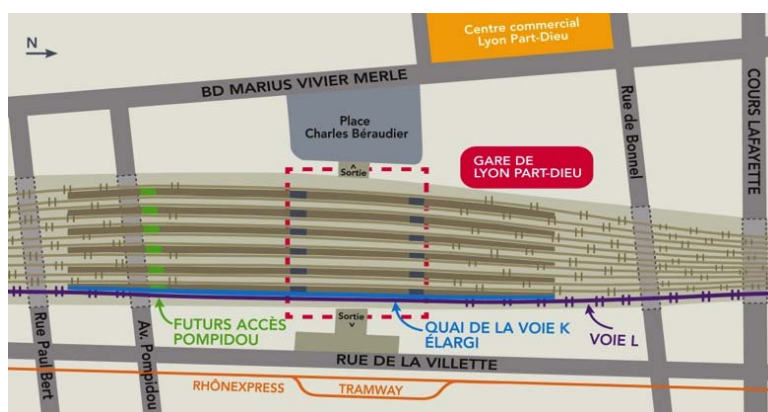 N
Centre commercial
Lyon Part-Dieu
BD MARIUS VIVIER MERLE
Place
Charles Béraudier
Rue de Bonnel
COURS LAFAYETTE
Sortie
GARE DE
LYON PART-DIEU
FUTURS ACCÈS
POMPIDOU
Sortie
QUAI DE LA VOIE K
ÉLARGI
VOIE L
Rue Paul Bert
Av. Pompidou
RUE DE LA VILLETTE
RHÔNEXPRESS
TRAMWAY